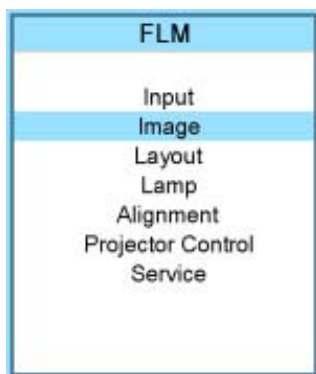 FLM
Input
Image
Layout
Lamp
Alignment
Projector Control
Service